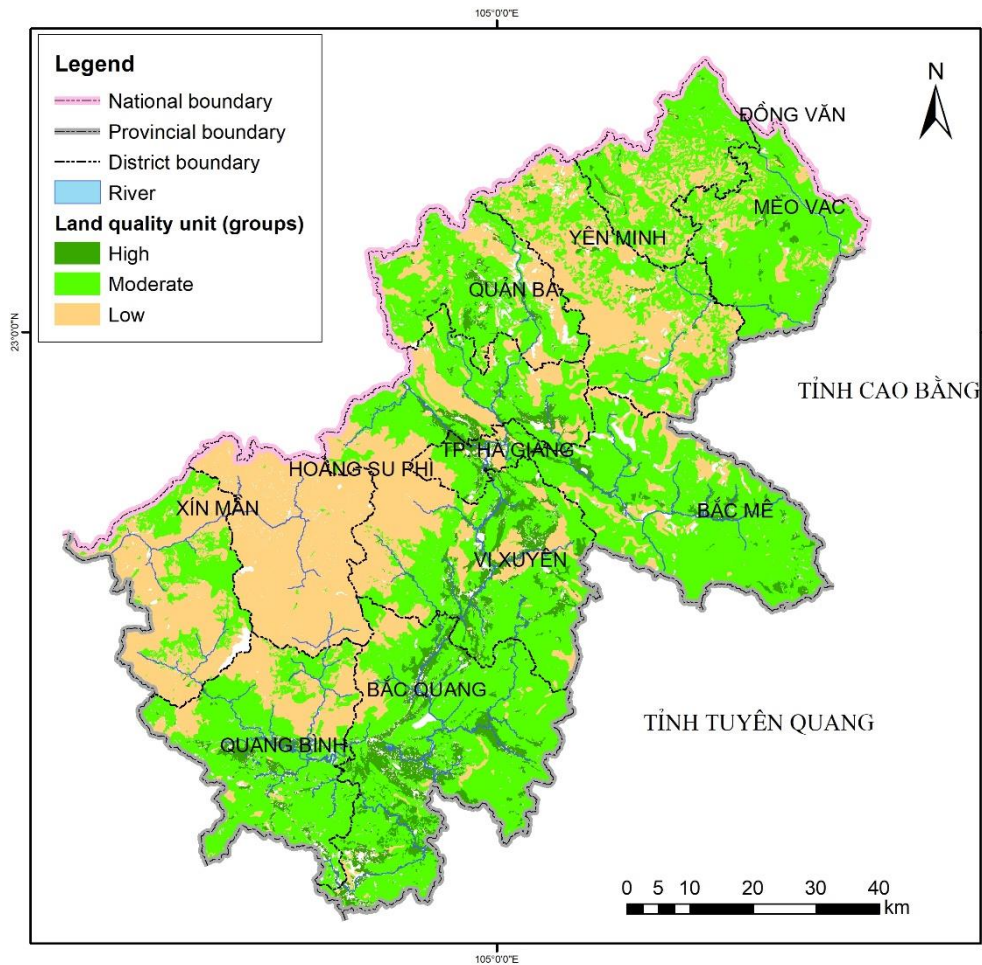 105°0'0"E
Legend
National boundary
Provincial boundary
District boundary
River
Land quality unit (groups)
High
Moderate
Low
N
ĐỒNG VĂN
MÈO VẠC
YÊN MINH
QUẢN BẠ
23°0'0"N
TỈNH CAO BẰNG
TP. HÀ GIANG
HOÀNG SU PHÌ
XÍN MẦN
BẮC MÊ
VỊ XUYÊN
BẮC QUANG
TỈNH TUYÊN QUANG
QUANG BÌNH
0 5 10 20 30 40
km
105°0'0"E